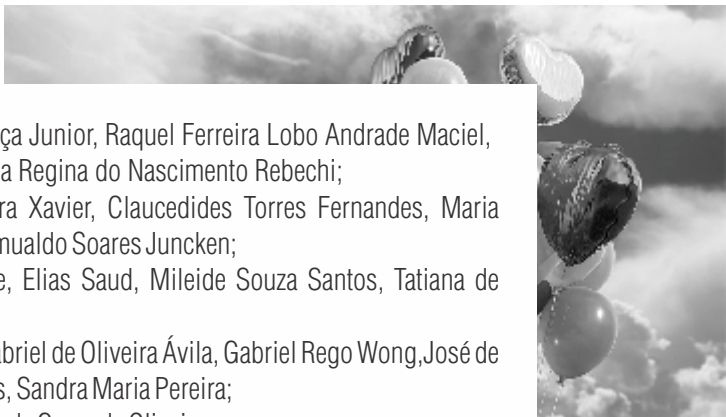 ça Junior, Raquel Ferreira Lobo Andrade Maciel,
a Regina do Nascimento Rebechi;
ra Xavier, Claucedides Torres Fernandes, Maria
mualdo Soares Juncken;
e, Elias Saud, Mileide Souza Santos, Tatiana de
abriel de Oliveira Ávila, Gabriel Rego Wong,José de
s, Sandra Maria Pereira;